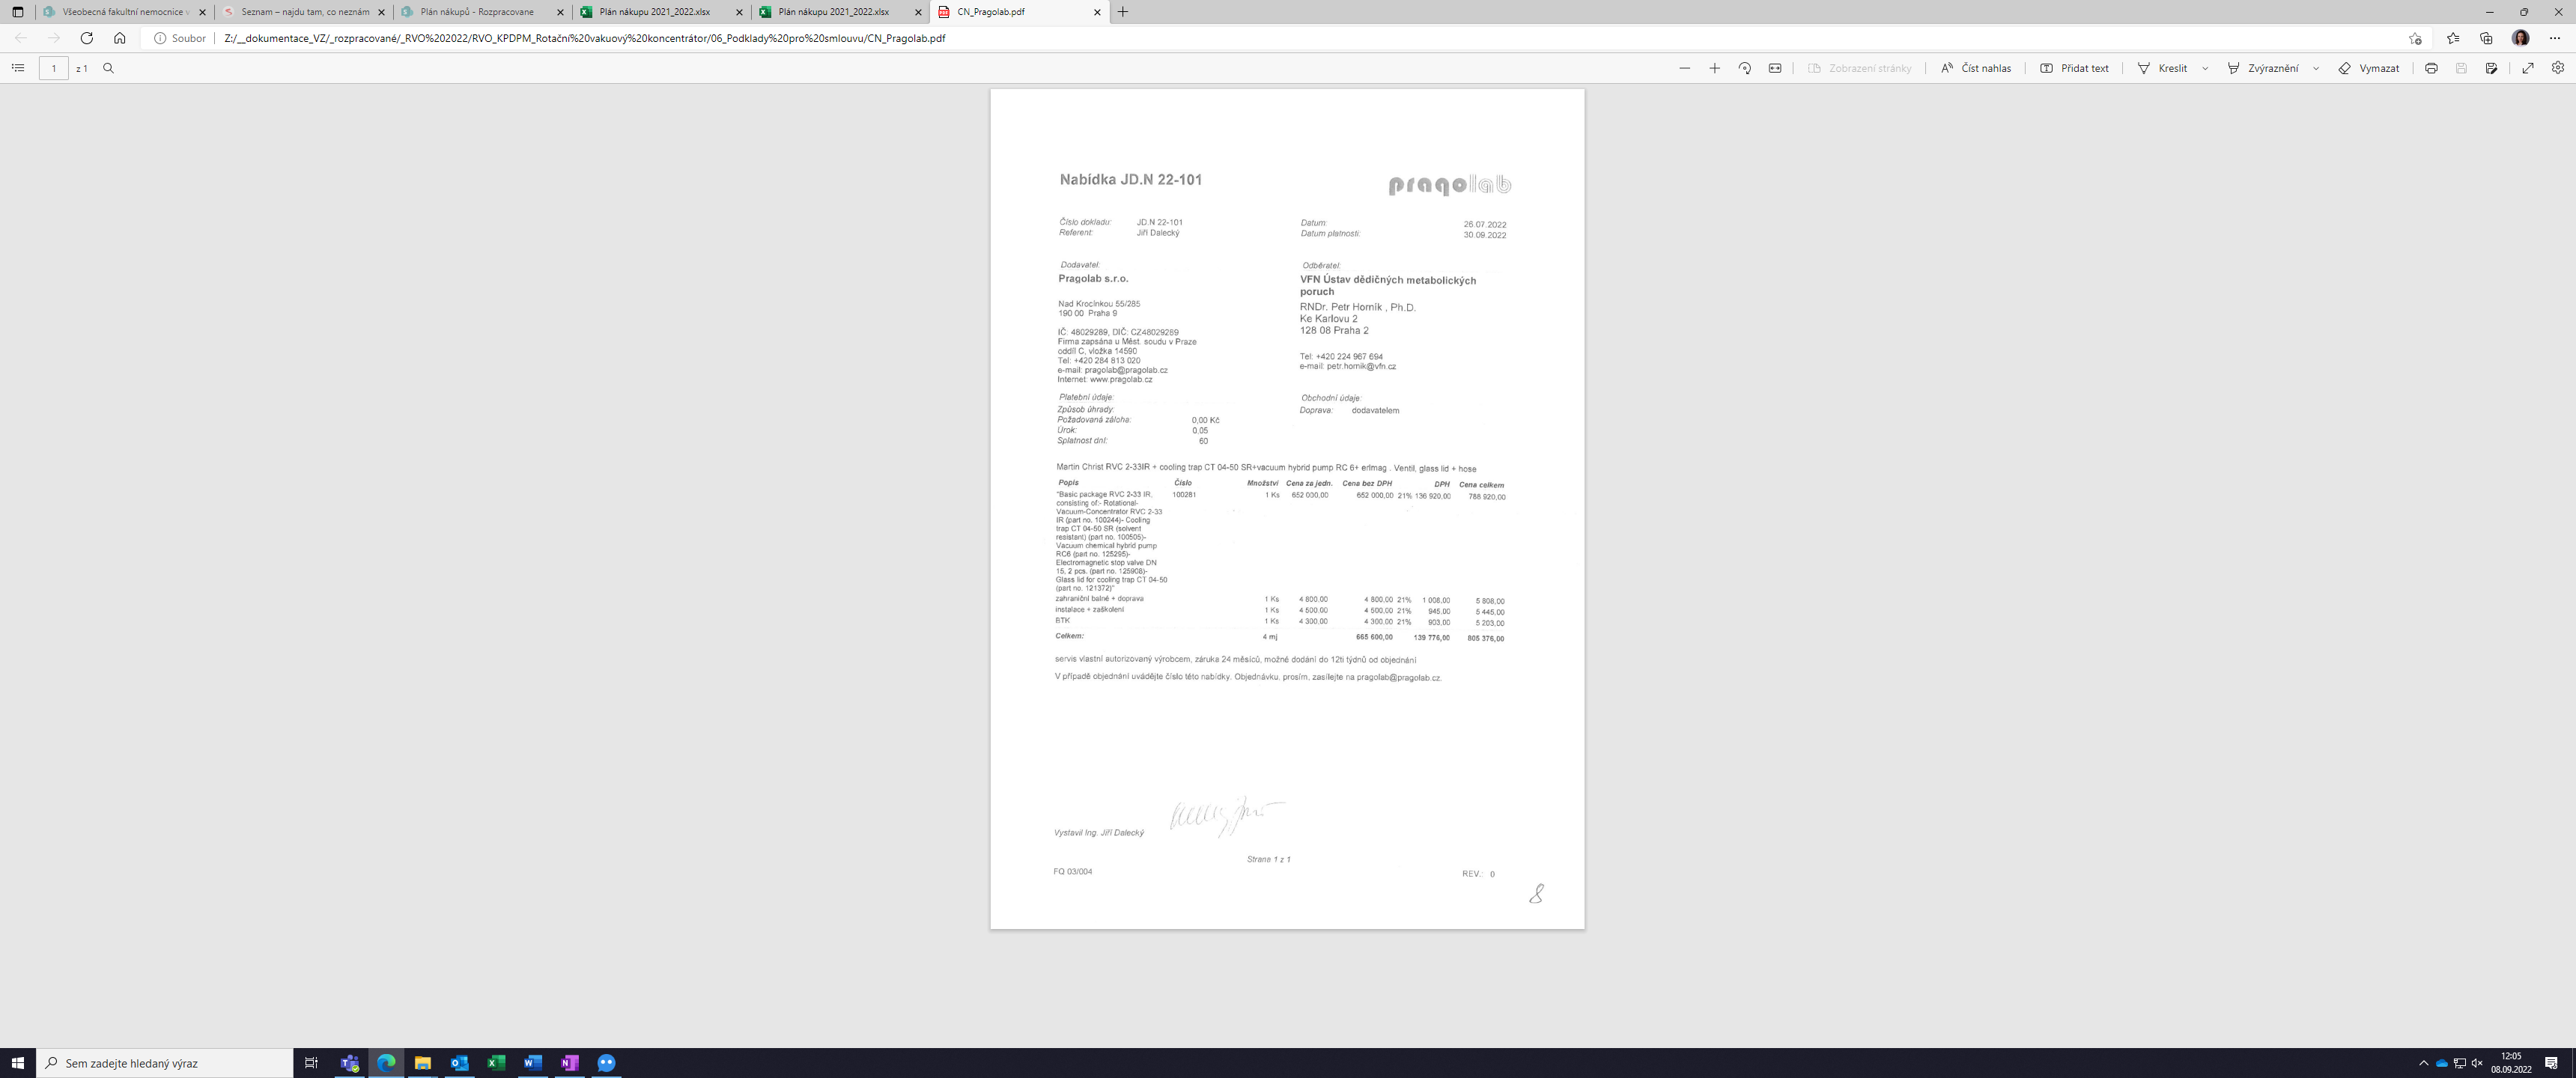 Všeobecná fakultní nemocnice v
Seznam – najdu tam, co neznám
Plán nákupů - Rozpracovane
Plán nákupu 2021_2022.xlsx
Plán nákupu 2021_2022.xlsx
CN_Pragolab.pdf
Soubor
Z:/__dokumentace_VZ/_rozpracované/_RVO%202022/RVO_KPDPM_Rotační%20vakuový%20koncentrátor/06_Podklady%20pro%20smlouvu/CN_Pragolab.pdf
1 z 1
Zobrazení stránky
Číst nahlas
Přidat text
Kreslit
Zvýraznění
Vymazat
Nabídka JD.N 22-101
pragolab
Číslo dokladu: JD.N 22-101
Referent: Jiří Dalecký
Datum: 26.07.2022
Datum platnosti: 30.09.2022
Dodavatel:
Pragolab s.r.o.
Nad Krocínkou 55/285
190 00 Praha 9
IČ: 48029289, DIČ: CZ48029289
Firma zapsána u Měst. soudu v Praze
oddíl C, vložka 14590
Tel: +420 284 813 020
e-mail: pragolab@pragolab.cz
Internet: www.pragolab.cz
Odběratel:
VFN Ústav dědičných metabolických
poruch
RNDr. Petr Horník , Ph.D.
Ke Karlovu 2
128 08 Praha 2
Tel: +420 224 967 694
e-mail: petr.hornik@vfn.cz
Platební údaje:
Způsob úhrady:
Požadovaná záloha: 0,00 Kč
Úrok: 0.05
Splatnost dní: 60
Obchodní údaje:
Doprava: dodavatelem
Martin Christ RVC 2-33IR + cooling trap CT 04-50 SR+vacuum hybrid pump RC 6+ erlmag . Ventil, glass lid + hose
Popis Číslo Množství Cena za jedn. Cena bez DPH DPH Cena celkem
"Basic package RVC 2-33 IR, 100281 1 Ks 652 000,00 652 000,00 21% 136 920,00 788 920,00
consisting of:- Rotational-
Vacuum-Concentrator RVC 2-33
IR (part no. 100244)- Cooling
trap CT 04-50 SR (solvent
resistant) (part no. 100505)-
Vacuum chemical hybrid pump
RC6 (part no. 125295)-
Electromagnetic stop valve DN
15, 2 pcs. (part no. 125908)-
Glass lid for cooling trap CT 04-50
(part no. 121372)"
zahraniční balné + doprava 1 Ks 4 800,00 4 800,00 21% 1 008,00 5 808,00
instalace + zaškolení 1 Ks 4 500,00 4 500,00 21% 945,00 5 445,00
BTK 1 Ks 4 300,00 4 300,00 21% 903,00 5 203,00
Celkem: 4 mj 665 600,00 139 776,00 805 376,00
servis vlastní autorizovaný výrobcem, záruka 24 měsíců, možné dodání do 12ti týdnů od objednání
V případě objednání uvádějte číslo této nabídky. Objednávku, prosím, zasílejte na pragolab@pragolab.cz.
Vystavil Ing. Jiří Dalecký
Strana 1 z 1
FQ 03/004
REV.: 0
8
Sem zadejte hledaný výraz
12:05
08.09.2022